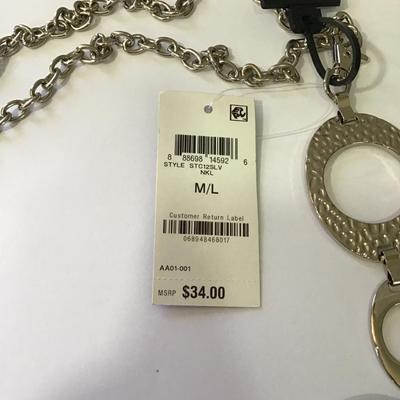 8 88698 14592 6
STYLE STC12SLV
NKL
M/L
Customer Return Label
068948468017
AA01-001
MSRP $34.00